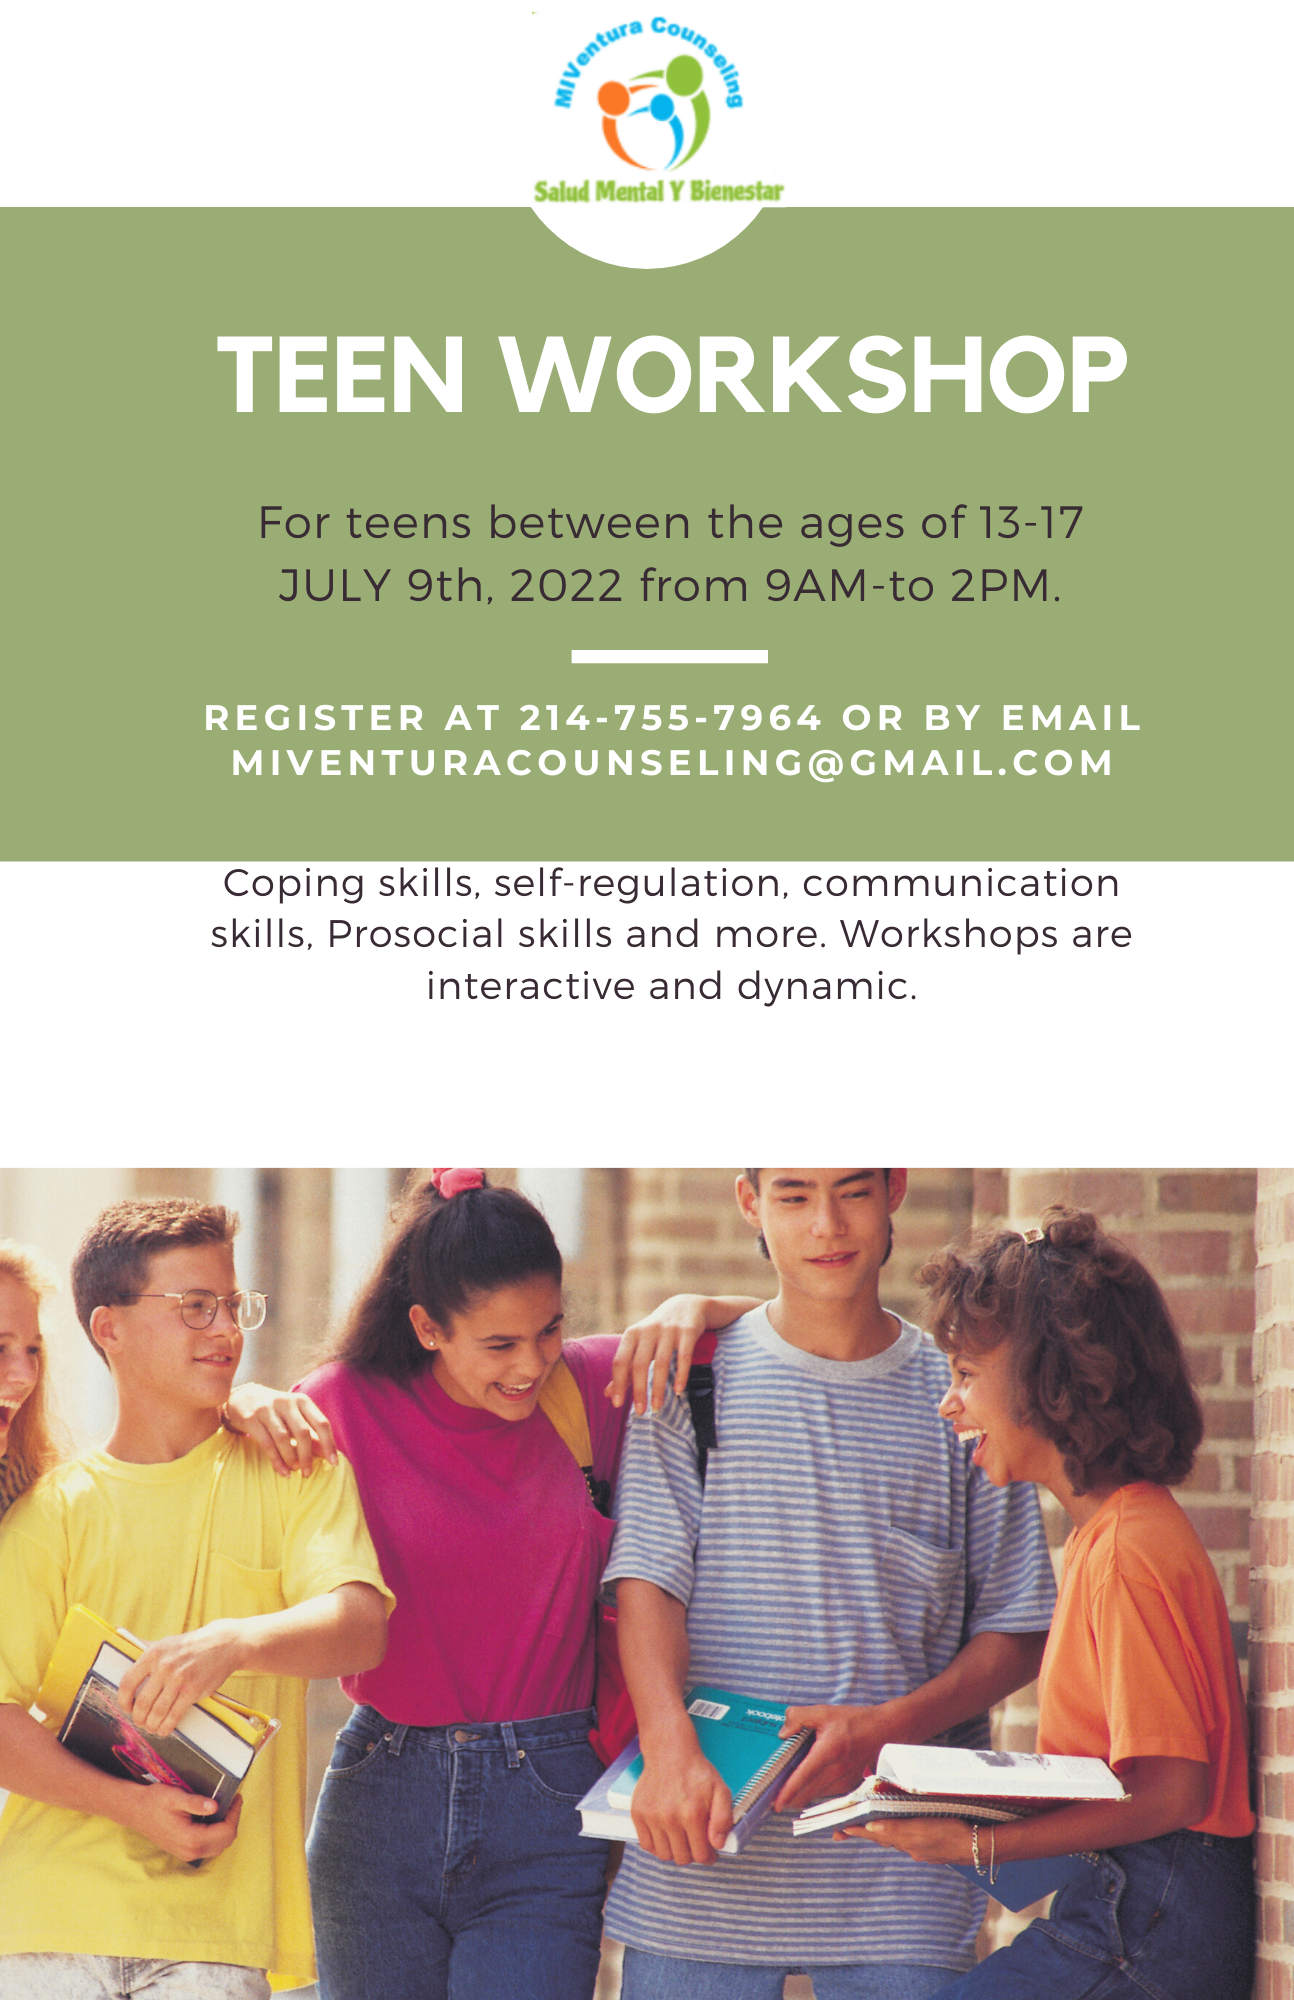 MIVentura Counseling
Salud Mental Y Bienestar
TEEN WORKSHOP
For teens between the ages of 13-17
JULY 9th, 2022 from 9AM-to 2PM.
REGISTER AT 214-755-7964 OR BY EMAIL
MIVENTURACOUNSELING@GMAIL.COM
Coping skills, self-regulation, communication
skills, Prosocial skills and more. Workshops are
interactive and dynamic.